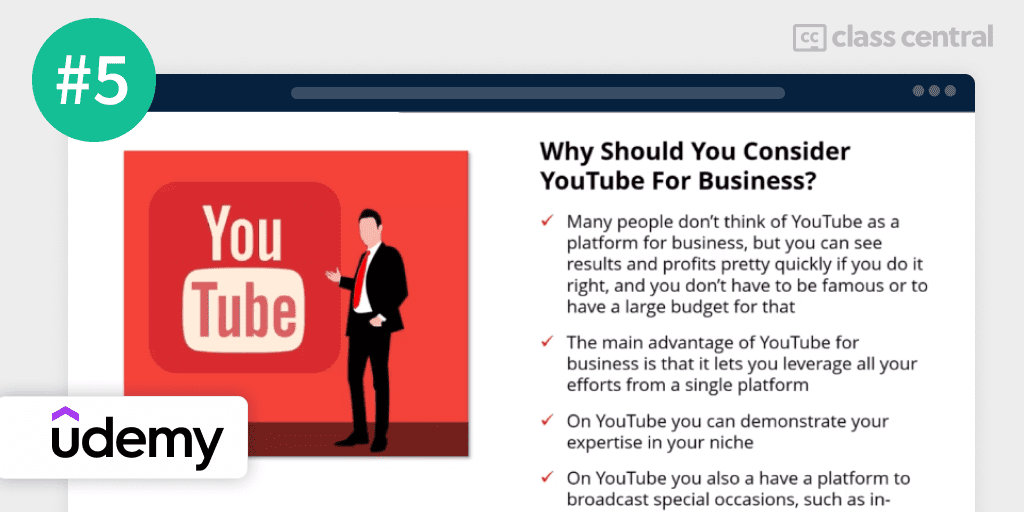 #5
cc class central
You
Tube
Why Should You Consider
YouTube For Business?
Many people don’t think of YouTube as a
platform for business, but you can see
results and profits pretty quickly if you do it
right, and you don’t have to be famous or to
have a large budget for that
The main advantage of YouTube for
business is that it lets you leverage all your
efforts from a single platform
On YouTube you can demonstrate your
expertise in your niche
On YouTube you also a have a platform to
broadcast special occasions, such as in-
udemy